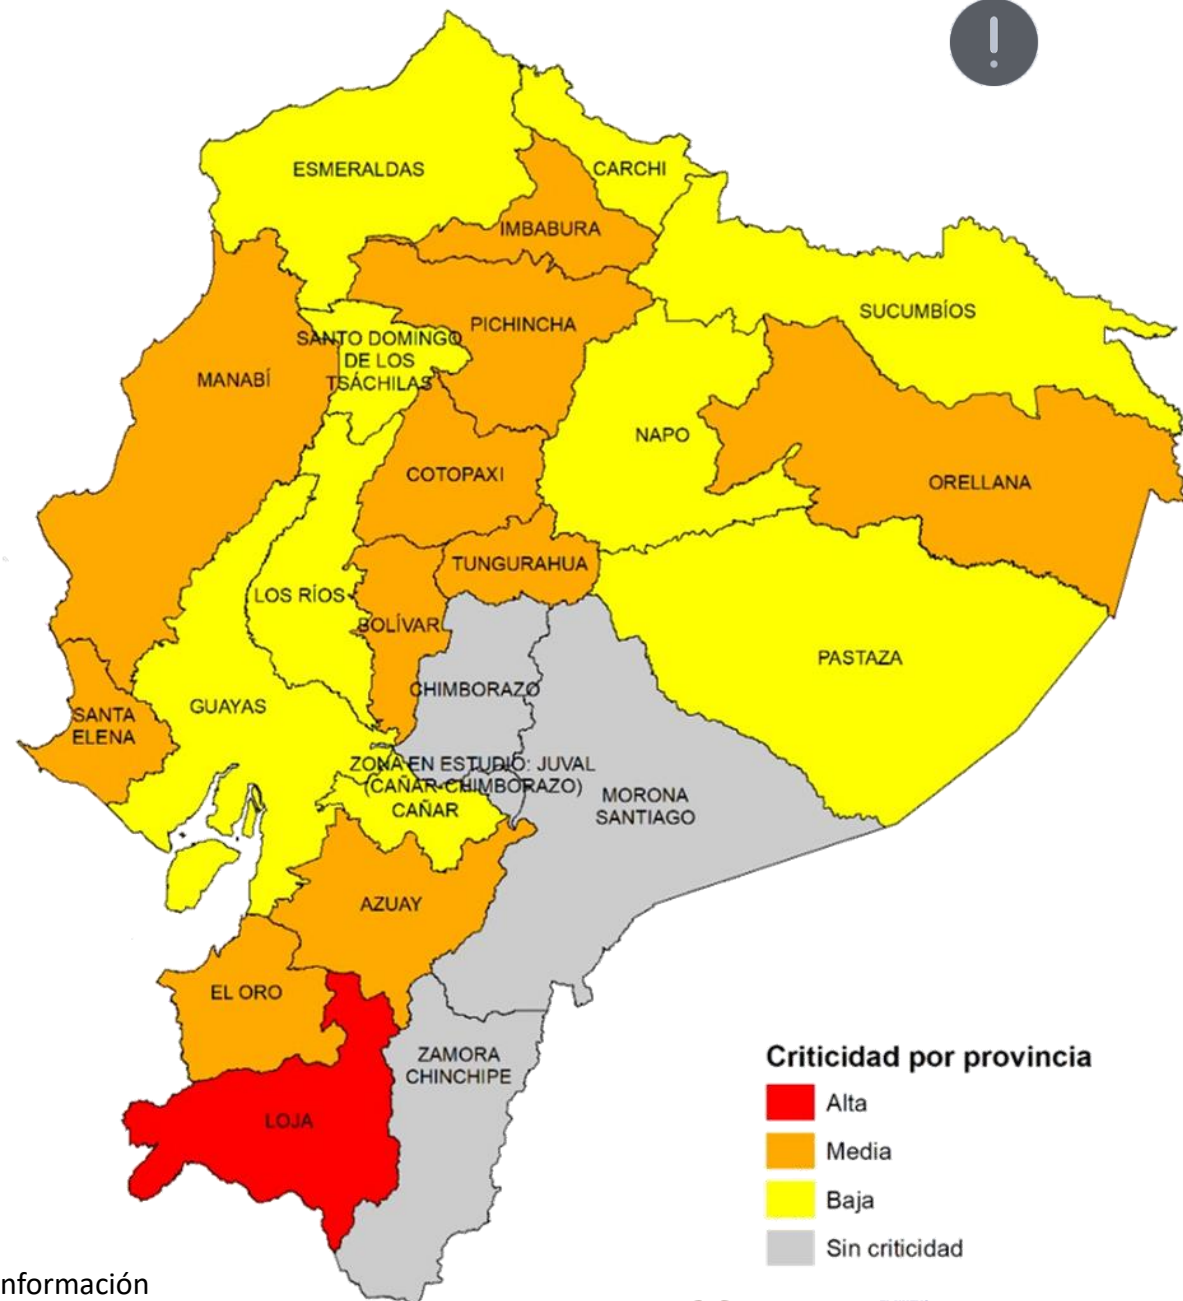 !
ESMERALDAS
CARCHI
IMBABURA
SUCUMBÍOS
PICHINCHA
SANTO DOMINGO
DE LOS
TSÁCHILAS
MANABÍ
NAPO
COTOPAXI
ORELLANA
TUNGURAHUA
LOS RÍOS
BOLÍVAR
PASTAZA
CHIMBORAZO
GUAYAS
SANTA
ELENA
ZONA EN ESTUDIO: JUVAL
(CAÑAR-CHIMBORAZO)
CAÑAR
MORONA
SANTIAGO
AZUAY
EL ORO
ZAMORA
CHINCHIPE
LOJA
Criticidad por provincia
Alta
Media
Baja
Sin criticidad
nformación